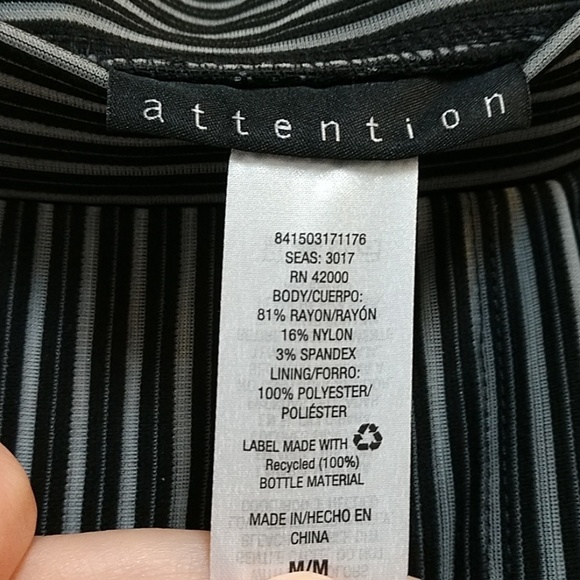 attention
841503171176
SEAS: 3017
RN 42000
BODY/CUERPO:
81% RAYON/RAYÓN
16% NYLON
3% SPANDEX
LINING/FORRO:
100% POLYESTER/
POLIÉSTER
LABEL MADE WITH
Recycled (100%)
BOTTLE MATERIAL
MADE IN/HECHO EN
CHINA
M/M